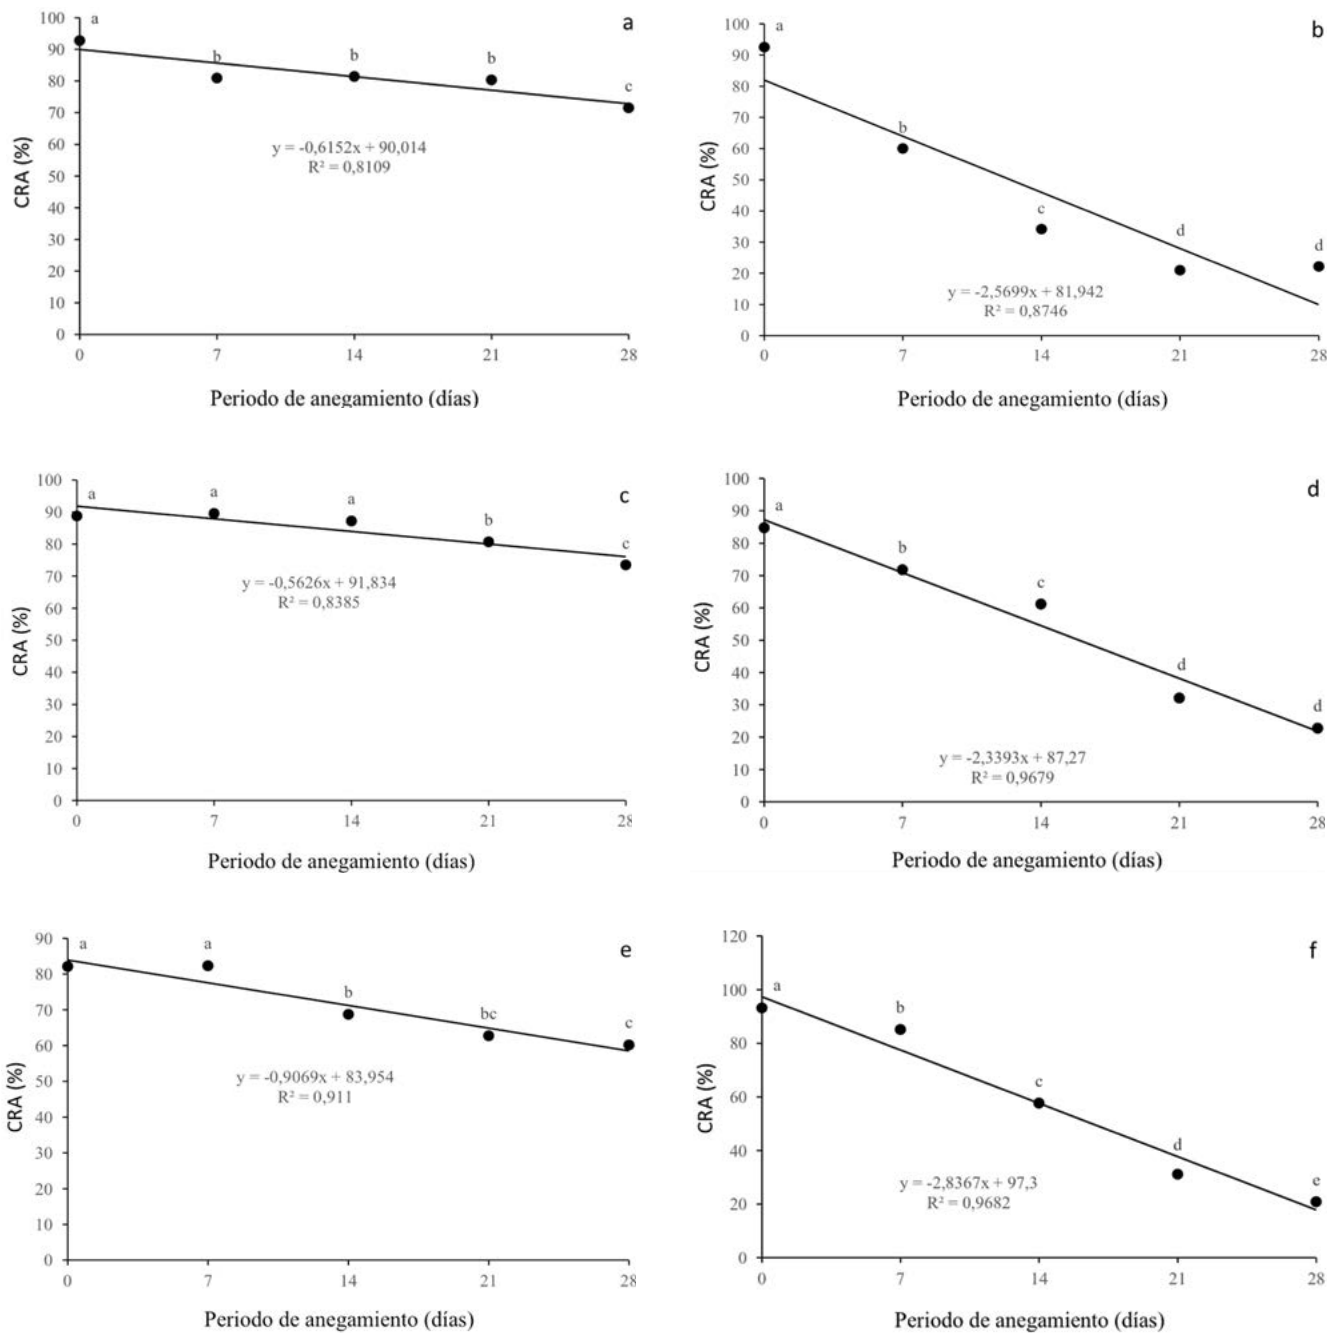 a
100
90
80
70
60
50
40
30
20
10
0
CRA (%)
a
b
b
b
c
y = -0,6152x + 90,014
R² = 0,8109
0 7 14 21 28
Periodo de anegamiento (días)
b
100
90
80
70
60
50
40
30
20
10
0
CRA (%)
a
b
c
d
d
y = -2,5699x + 81,942
R² = 0,8746
0 7 14 21 28
Periodo de anegamiento (días)
c
100
90
80
70
60
50
40
30
20
10
0
CRA (%)
a
a
a
b
c
y = -0,5626x + 91,834
R² = 0,8385
0 7 14 21 28
Periodo de anegamiento (días)
d
100
90
80
70
60
50
40
30
20
10
0
CRA (%)
a
b
c
d
d
y = -2,3393x + 87,27
R² = 0,9679
0 7 14 21 28
Periodo de anegamiento (días)
e
90
80
70
60
50
40
30
20
10
0
CRA (%)
a
a
b
bc
c
y = -0,9069x + 83,954
R² = 0,911
0 7 14 21 28
Periodo de anegamiento (días)
f
120
100
80
60
40
20
0
CRA (%)
a
b
c
d
e
y = -2,8367x + 97,3
R² = 0,9682
0 7 14 21 28
Periodo de anegamiento (días)